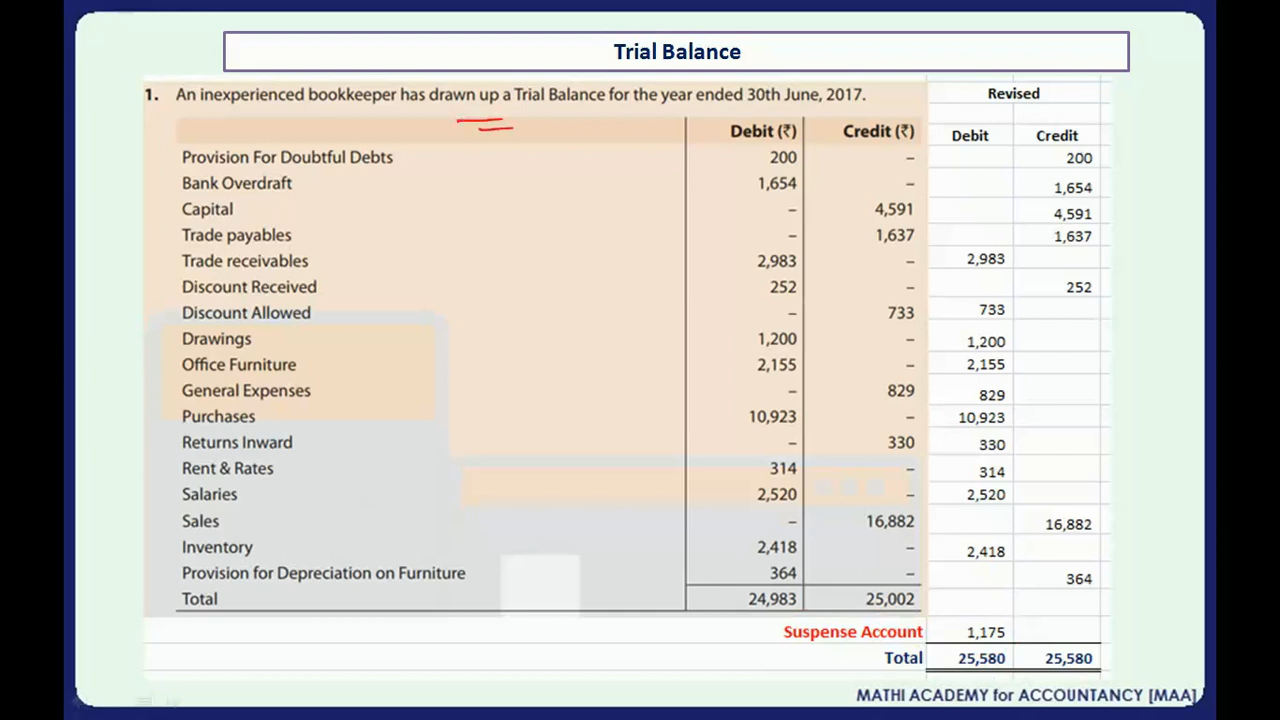 Trial Balance
1. An inexperienced bookkeeper has drawn up a Trial Balance for the year ended 30th June, 2017. Revised
Debit (₹) Credit (₹) Debit Credit
Provision For Doubtful Debts 200 – 200
Bank Overdraft 1,654 – 1,654
Capital – 4,591 4,591
Trade payables – 1,637 1,637
Trade receivables 2,983 – 2,983
Discount Received 252 – 252
Discount Allowed – 733 733
Drawings 1,200 – 1,200
Office Furniture 2,155 – 2,155
General Expenses – 829 829
Purchases 10,923 – 10,923
Returns Inward – 330 330
Rent & Rates 314 – 314
Salaries 2,520 – 2,520
Sales – 16,882 16,882
Inventory 2,418 – 2,418
Provision for Depreciation on Furniture 364 – 364
Total 24,983 25,002
Suspense Account 1,175
Total 25,580 25,580
MATHI ACADEMY for ACCOUNTANCY [MAA]